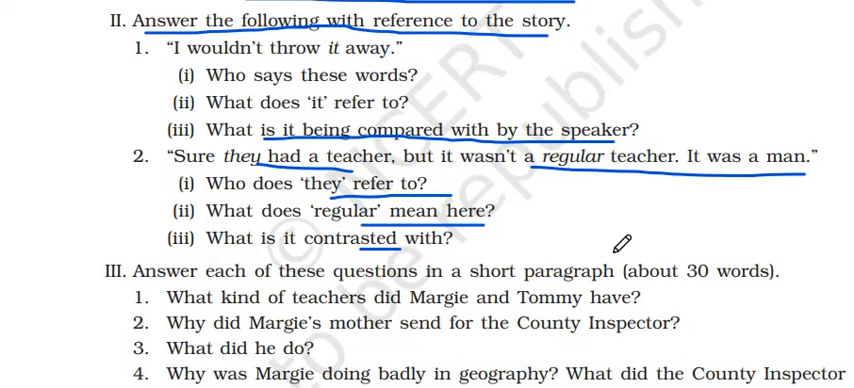 II. Answer the following with reference to the story.
1. “I wouldn’t throw it away.”
(i) Who says these words?
(ii) What does ‘it’ refer to?
(iii) What is it being compared with by the speaker?
2. “Sure they had a teacher, but it wasn’t a regular teacher. It was a man.”
(i) Who does ‘they’ refer to?
(ii) What does ‘regular’ mean here?
(iii) What is it contrasted with?
III. Answer each of these questions in a short paragraph (about 30 words).
1. What kind of teachers did Margie and Tommy have?
2. Why did Margie’s mother send for the County Inspector?
3. What did he do?
4. Why was Margie doing badly in geography? What did the County Inspector
© NCERT
to be republish